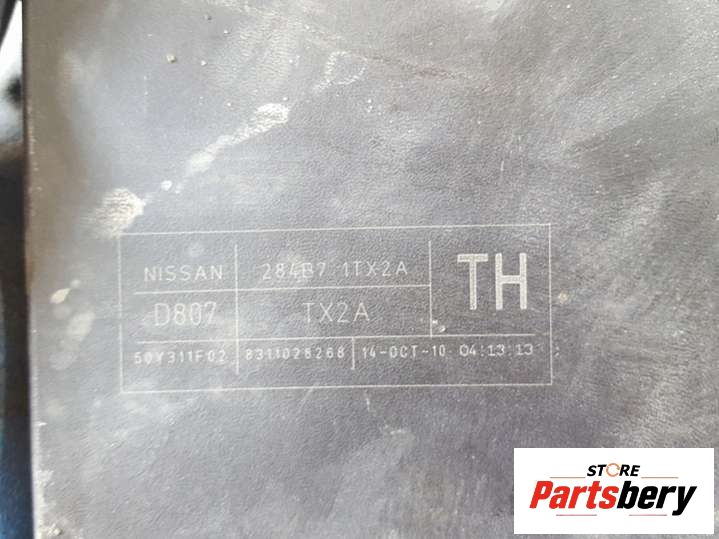 NISSAN 284B7 1TX2A TH
D807 TX2A
50Y311F02 8311028268 14-OCT-10 04:13:13
STORE
Partsbery